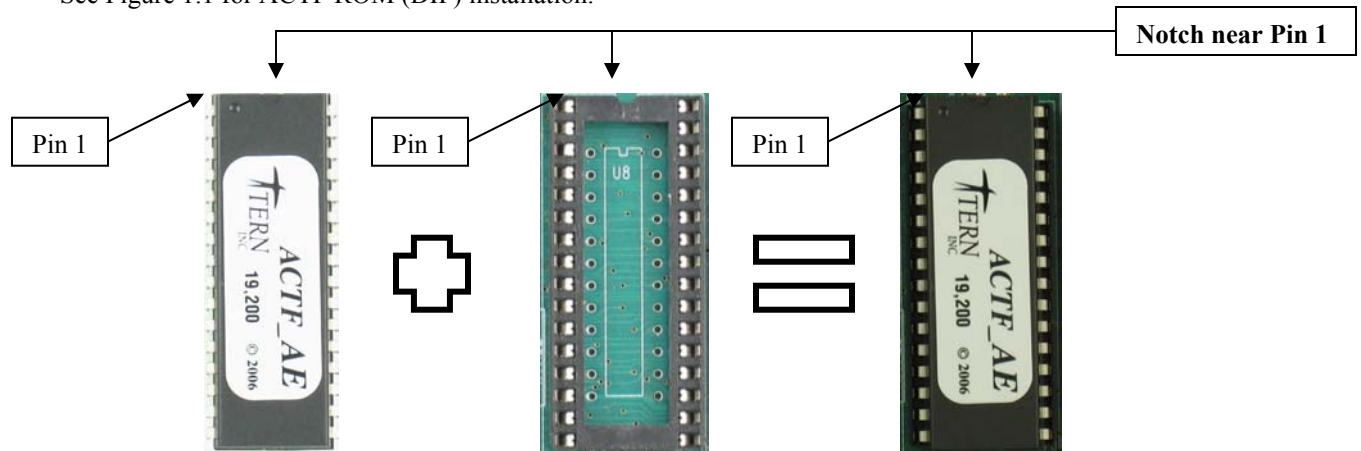 See Figure 1.1 for ACTF ROM (DIP) installation.
Notch near Pin 1
Pin 1
Pin 1
Pin 1
TERN
INC
19,200 © 2006
ACTF_AE
U8
TERN
INC
19,200 © 2006
ACTF_AE